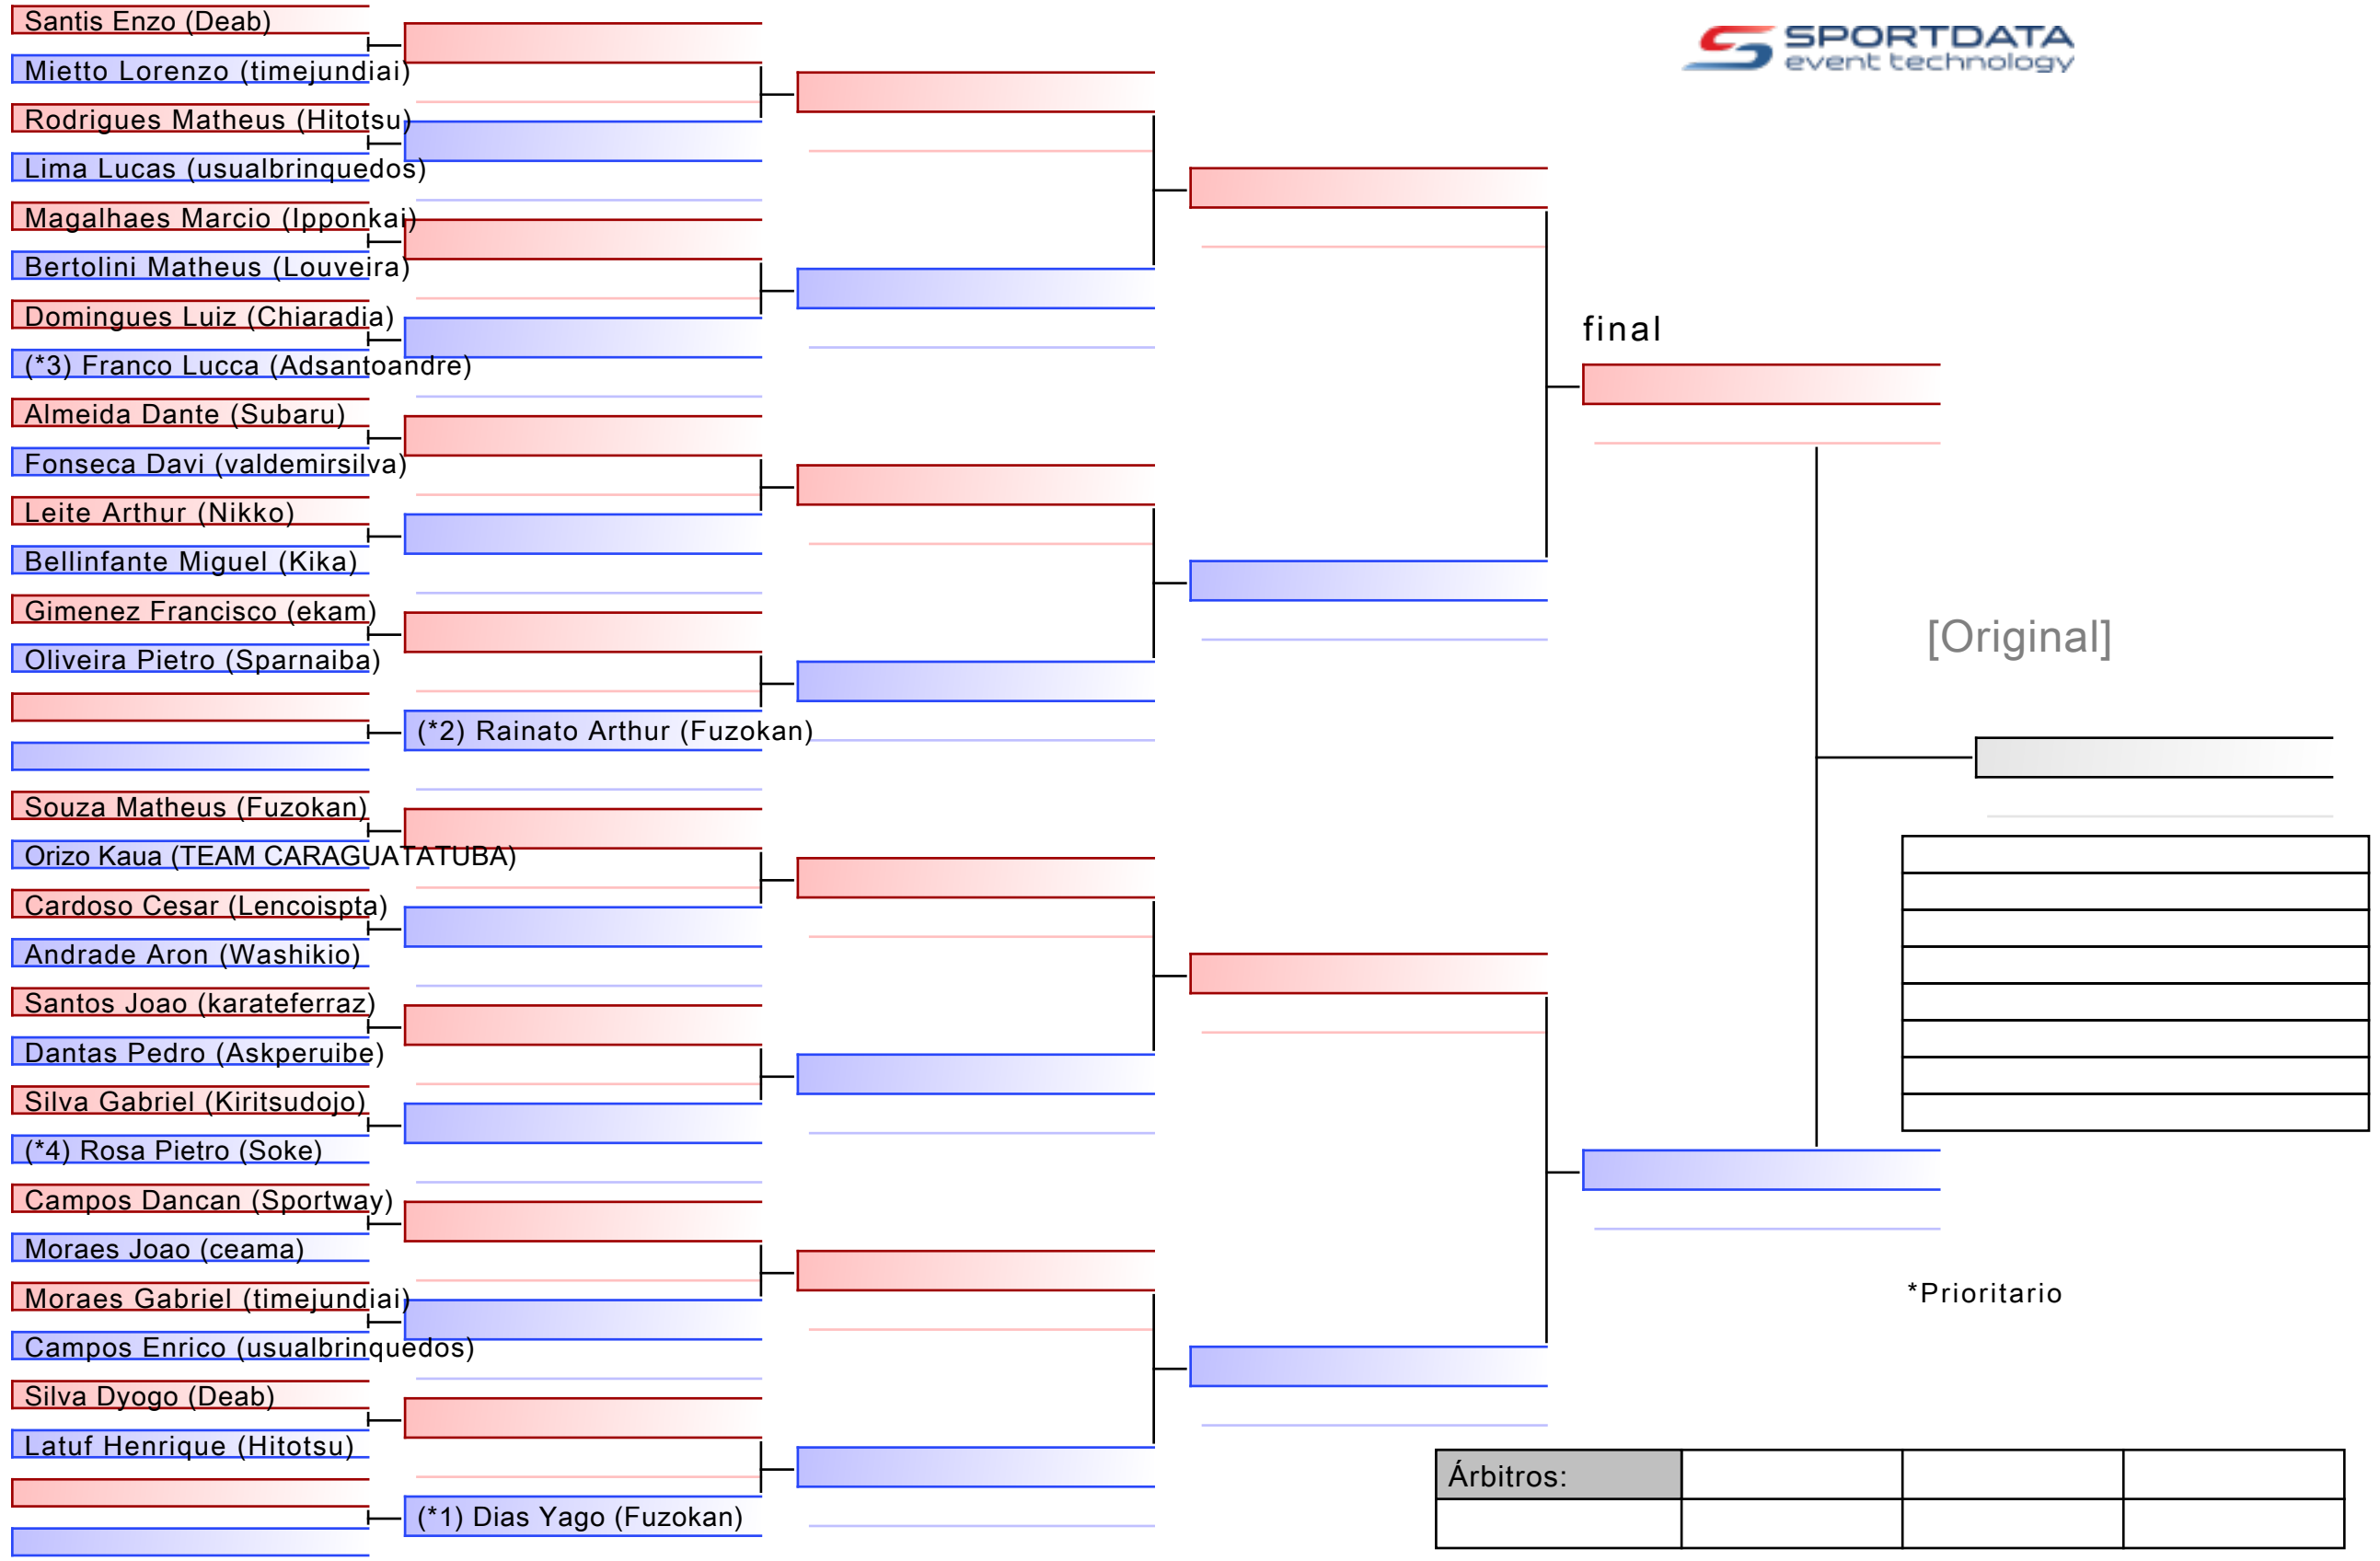 Santis Enzo (Deab)
Mietto Lorenzo (timejundiai)
Rodrigues Matheus (Hitotsu)
Lima Lucas (usualbrinquedos)
Magalhaes Marcio (Ipponkai)
Bertolini Matheus (Louveira)
Domingues Luiz (Chiaradia)
(*3) Franco Lucca (Adsantoandre)
Almeida Dante (Subaru)
Fonseca Davi (valdemirsilva)
Leite Arthur (Nikko)
Bellinfante Miguel (Kika)
Gimenez Francisco (ekam)
Oliveira Pietro (Sparnaiba)
(*2) Rainato Arthur (Fuzokan)
Souza Matheus (Fuzokan)
Orizo Kaua (TEAM CARAGUATATUBA)
Cardoso Cesar (Lencoispta)
Andrade Aron (Washikio)
Santos Joao (karateferraz)
Dantas Pedro (Askperuibe)
Silva Gabriel (Kiritsudojo)
(*4) Rosa Pietro (Soke)
Campos Dancan (Sportway)
Moraes Joao (ceama)
Moraes Gabriel (timejundiai)
Campos Enrico (usualbrinquedos)
Silva Dyogo (Deab)
Latuf Henrique (Hitotsu)
(*1) Dias Yago (Fuzokan)
SPORTDATA
event technology
final
[Original]
*Prioritario
Árbitros: